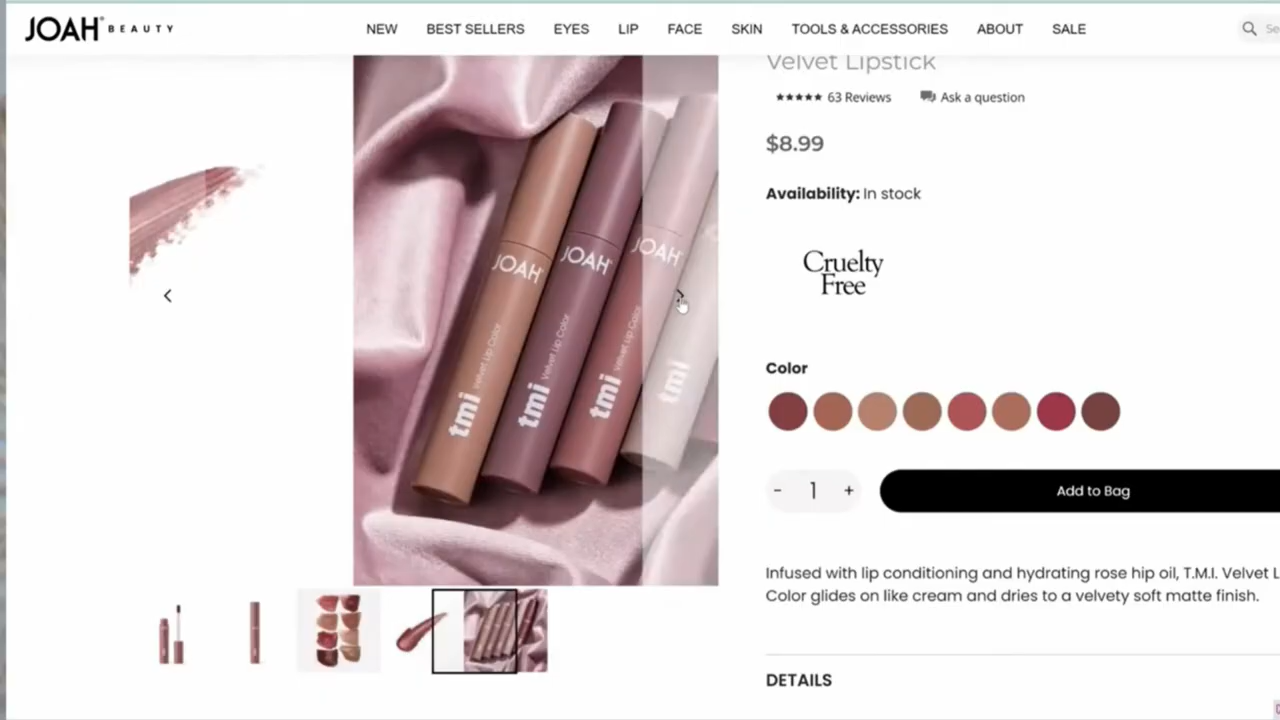 JOAH BEAUTY
NEW BEST SELLERS EYES LIP FACE SKIN TOOLS & ACCESSORIES ABOUT SALE
Velvet Lipstick
★★★★★ 63 Reviews Ask a question
$8.99
Availability: In stock
Cruelty
Free
Color
- 1 +
Add to Bag
Infused with lip conditioning and hydrating rose hip oil, T.M.I. Velvet L
Color glides on like cream and dries to a velvety soft matte finish.
DETAILS
JOAH
tmi Velvet Lip Color
JOAH
tmi Velvet Lip Color
JOAH
tmi Velvet Lip Color
tmi